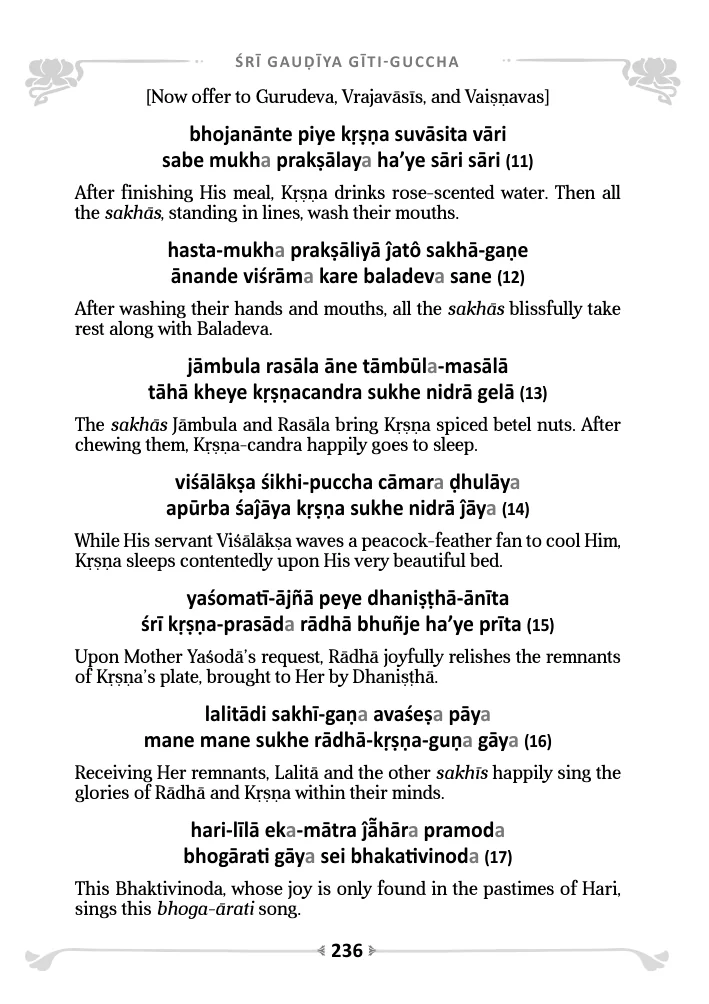 ŚRĪ GAUḌĪYA GĪTI-GUCCHA
[Now offer to Gurudeva, Vrajavāsīs, and Vaiṣṇavas]
bhojanānte piye kṛṣṇa suvāsita vāri
sabe mukha prakṣālaya ha’ye sāri sāri (11)
After finishing His meal, Kṛṣṇa drinks rose-scented water. Then all
the sakhās, standing in lines, wash their mouths.
hasta-mukha prakṣāliyā ĵatô sakhā-gaṇe
ānande viśrāma kare baladeva sane (12)
After washing their hands and mouths, all the sakhās blissfully take
rest along with Baladeva.
jāmbula rasāla āne tāmbūla-masālā
tāhā kheye kṛṣṇacandra sukhe nidrā gelā (13)
The sakhās Jāmbula and Rasāla bring Kṛṣṇa spiced betel nuts. After
chewing them, Kṛṣṇa-candra happily goes to sleep.
viśālākṣa śikhi-puccha cāmara ḍhulāya
apūrba śaĵāya kṛṣṇa sukhe nidrā ĵāya (14)
While His servant Viśālākṣa waves a peacock-feather fan to cool Him,
Kṛṣṇa sleeps contentedly upon His very beautiful bed.
yaśomatī-ājñā peye dhaniṣṭhā-ānīta
śrī kṛṣṇa-prasāda rādhā bhuñje ha’ye prīta (15)
Upon Mother Yaśodā’s request, Rādhā joyfully relishes the remnants
of Kṛṣṇa’s plate, brought to Her by Dhaniṣṭhā.
lalitādi sakhī-gaṇa avaśeṣa pāya
mane mane sukhe rādhā-kṛṣṇa-guṇa gāya (16)
Receiving Her remnants, Lalitā and the other sakhīs happily sing the
glories of Rādhā and Kṛṣṇa within their minds.
hari-līlā eka-mātra ĵā̃hāra pramoda
bhogārati gāya sei bhakativinoda (17)
This Bhaktivinoda, whose joy is only found in the pastimes of Hari,
sings this bhoga-ārati song.
236